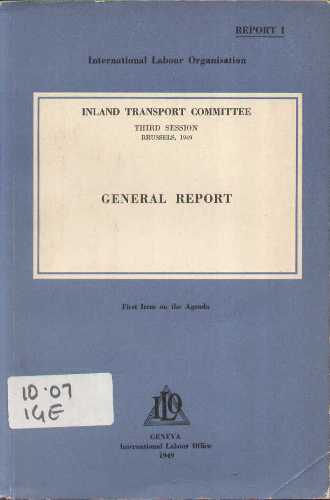 REPORT I
International Labour Organisation
INLAND TRANSPORT COMMITTEE
THIRD SESSION
BRUSSELS, 1949
GENERAL REPORT
First Item on the Agenda
10.07
IGE
ILO
GENEVA
International Labour Office
1949